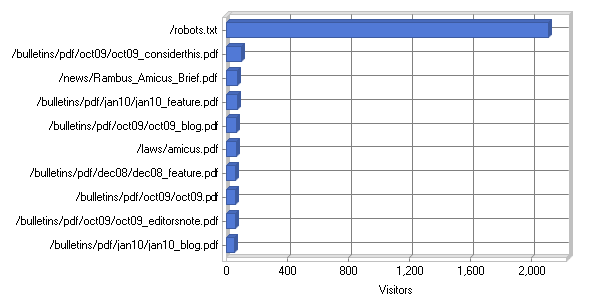 /robots.txt
/bulletins/pdf/oct09/oct09_considerthis.pdf
/news/Rambus_Amicus_Brief.pdf
/bulletins/pdf/jan10/jan10_feature.pdf
/bulletins/pdf/oct09/oct09_blog.pdf
/laws/amicus.pdf
/bulletins/pdf/dec08/dec08_feature.pdf
/bulletins/pdf/oct09/oct09.pdf
/bulletins/pdf/oct09/oct09_editorsnote.pdf
/bulletins/pdf/jan10/jan10_blog.pdf
0 400 800 1,200 1,600 2,000
Visitors